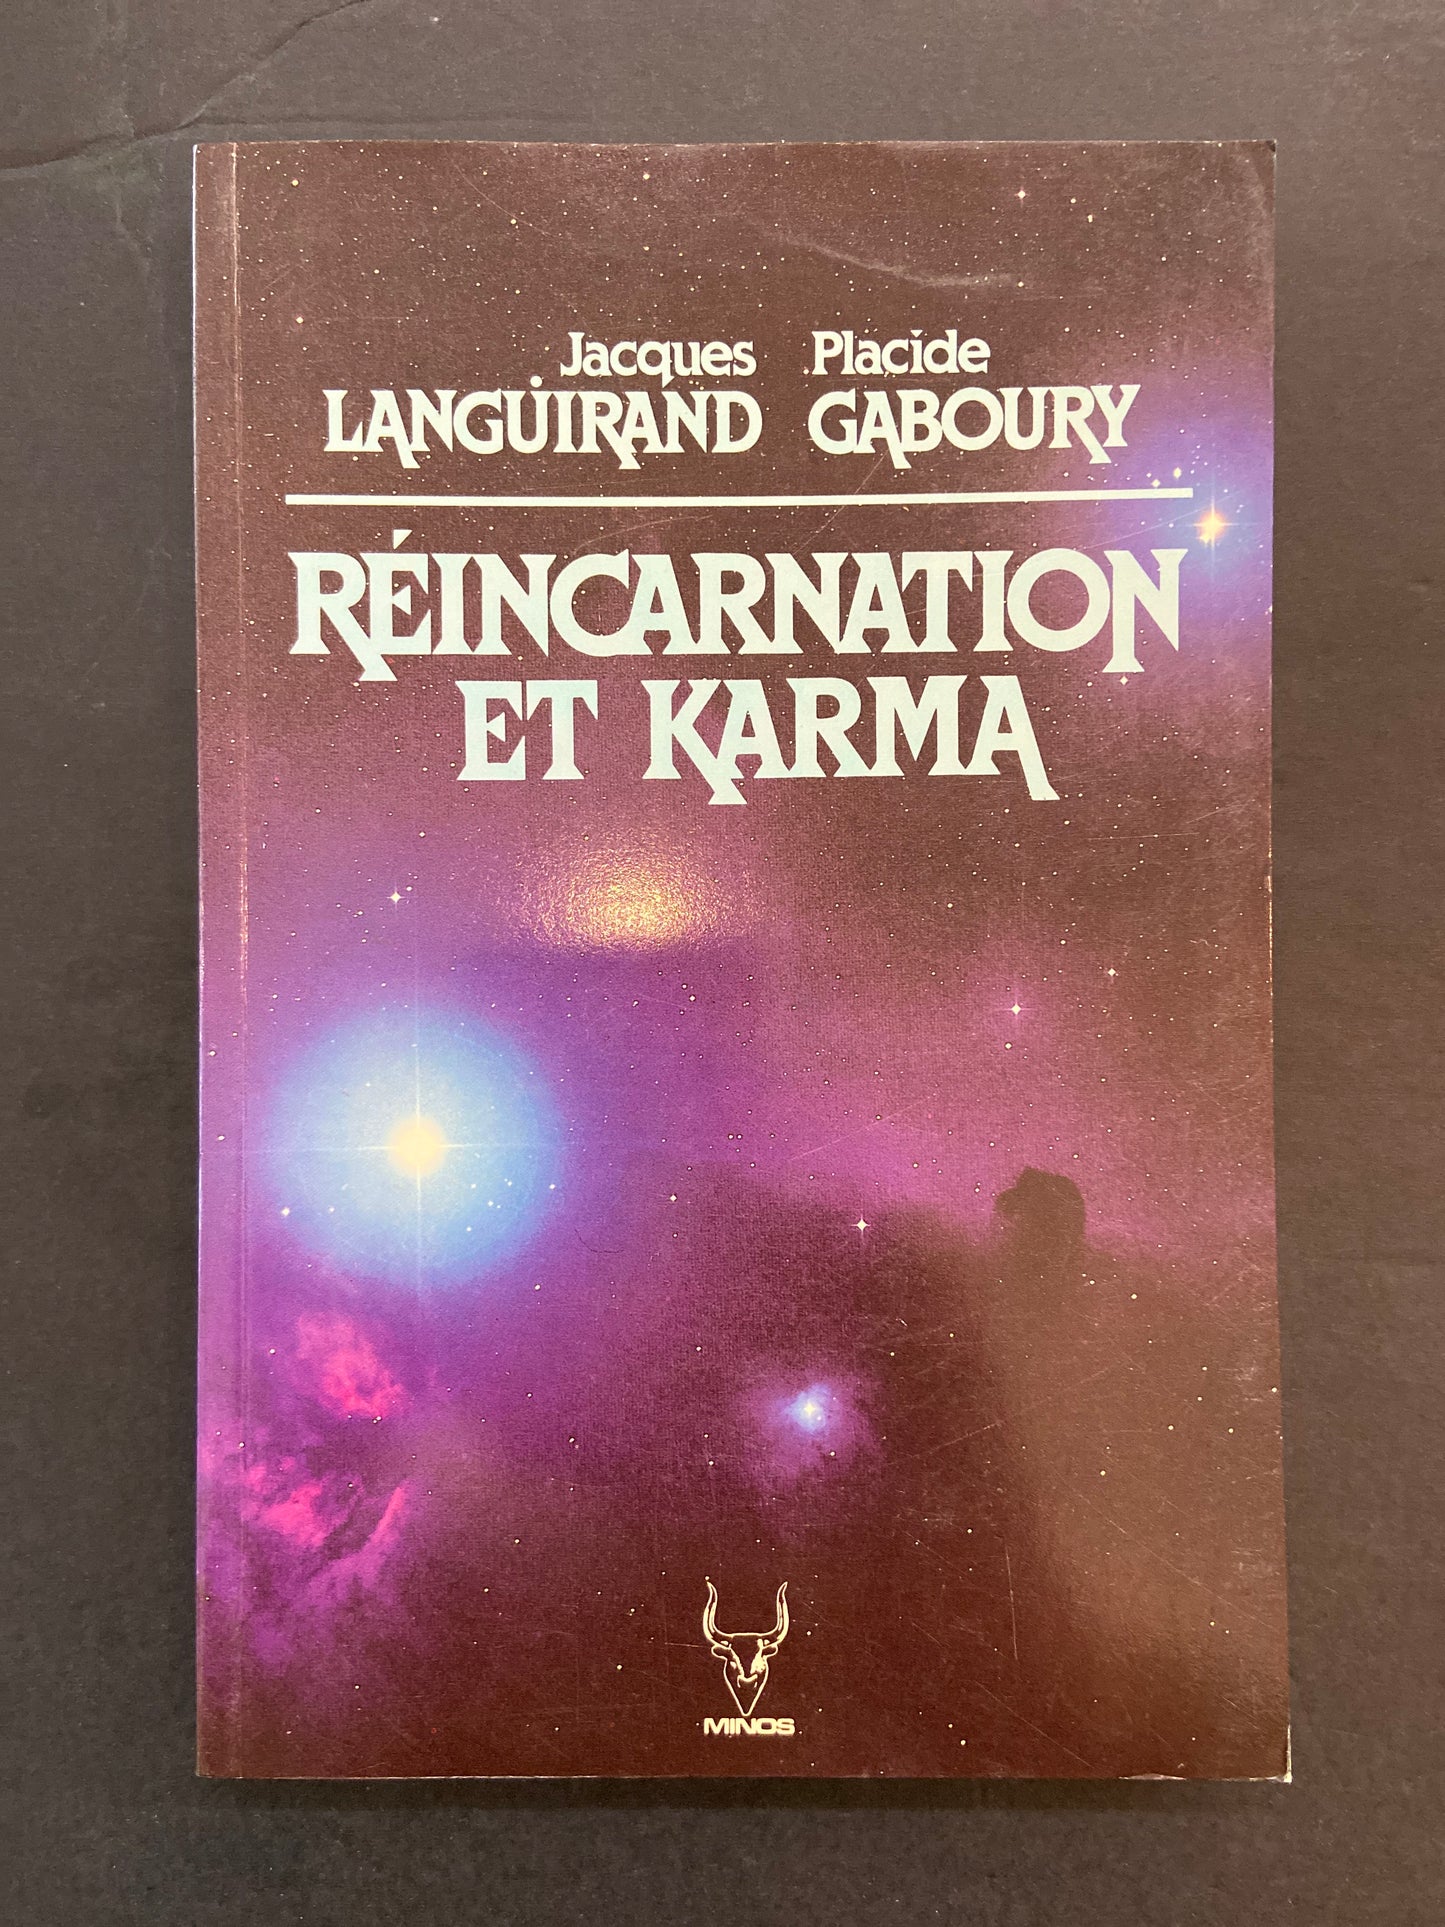 Jacques Placide
LANGUIRAND GABOURY
RÉINCARNATION
ET KARMA
MINOS